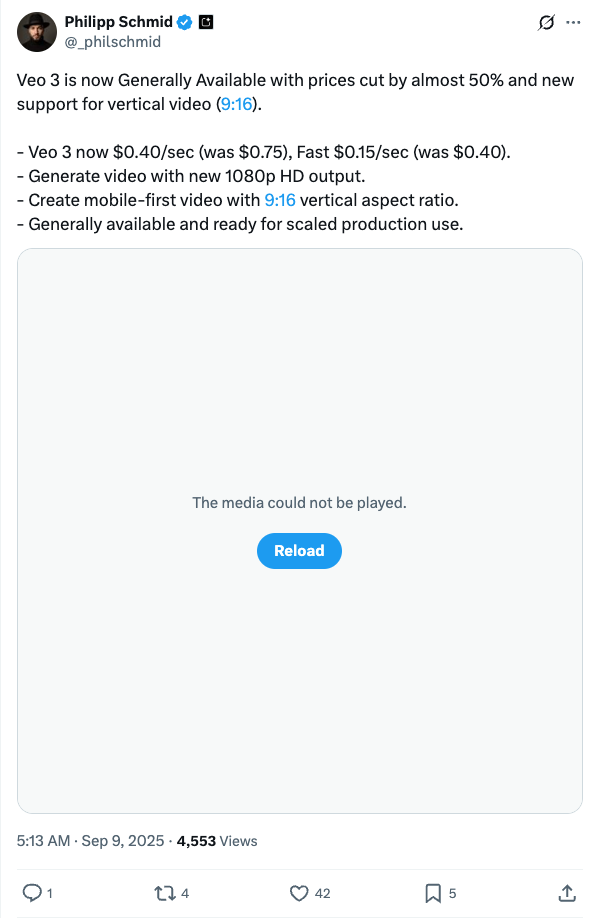 Philipp Schmid
@_philschmid
Veo 3 is now Generally Available with prices cut by almost 50% and new
support for vertical video (9:16).
- Veo 3 now $0.40/sec (was $0.75), Fast $0.15/sec (was $0.40).
- Generate video with new 1080p HD output.
- Create mobile-first video with 9:16 vertical aspect ratio.
- Generally available and ready for scaled production use.
The media could not be played.
Reload
5:13 AM · Sep 9, 2025 · 4,553 Views
1 4 42 5